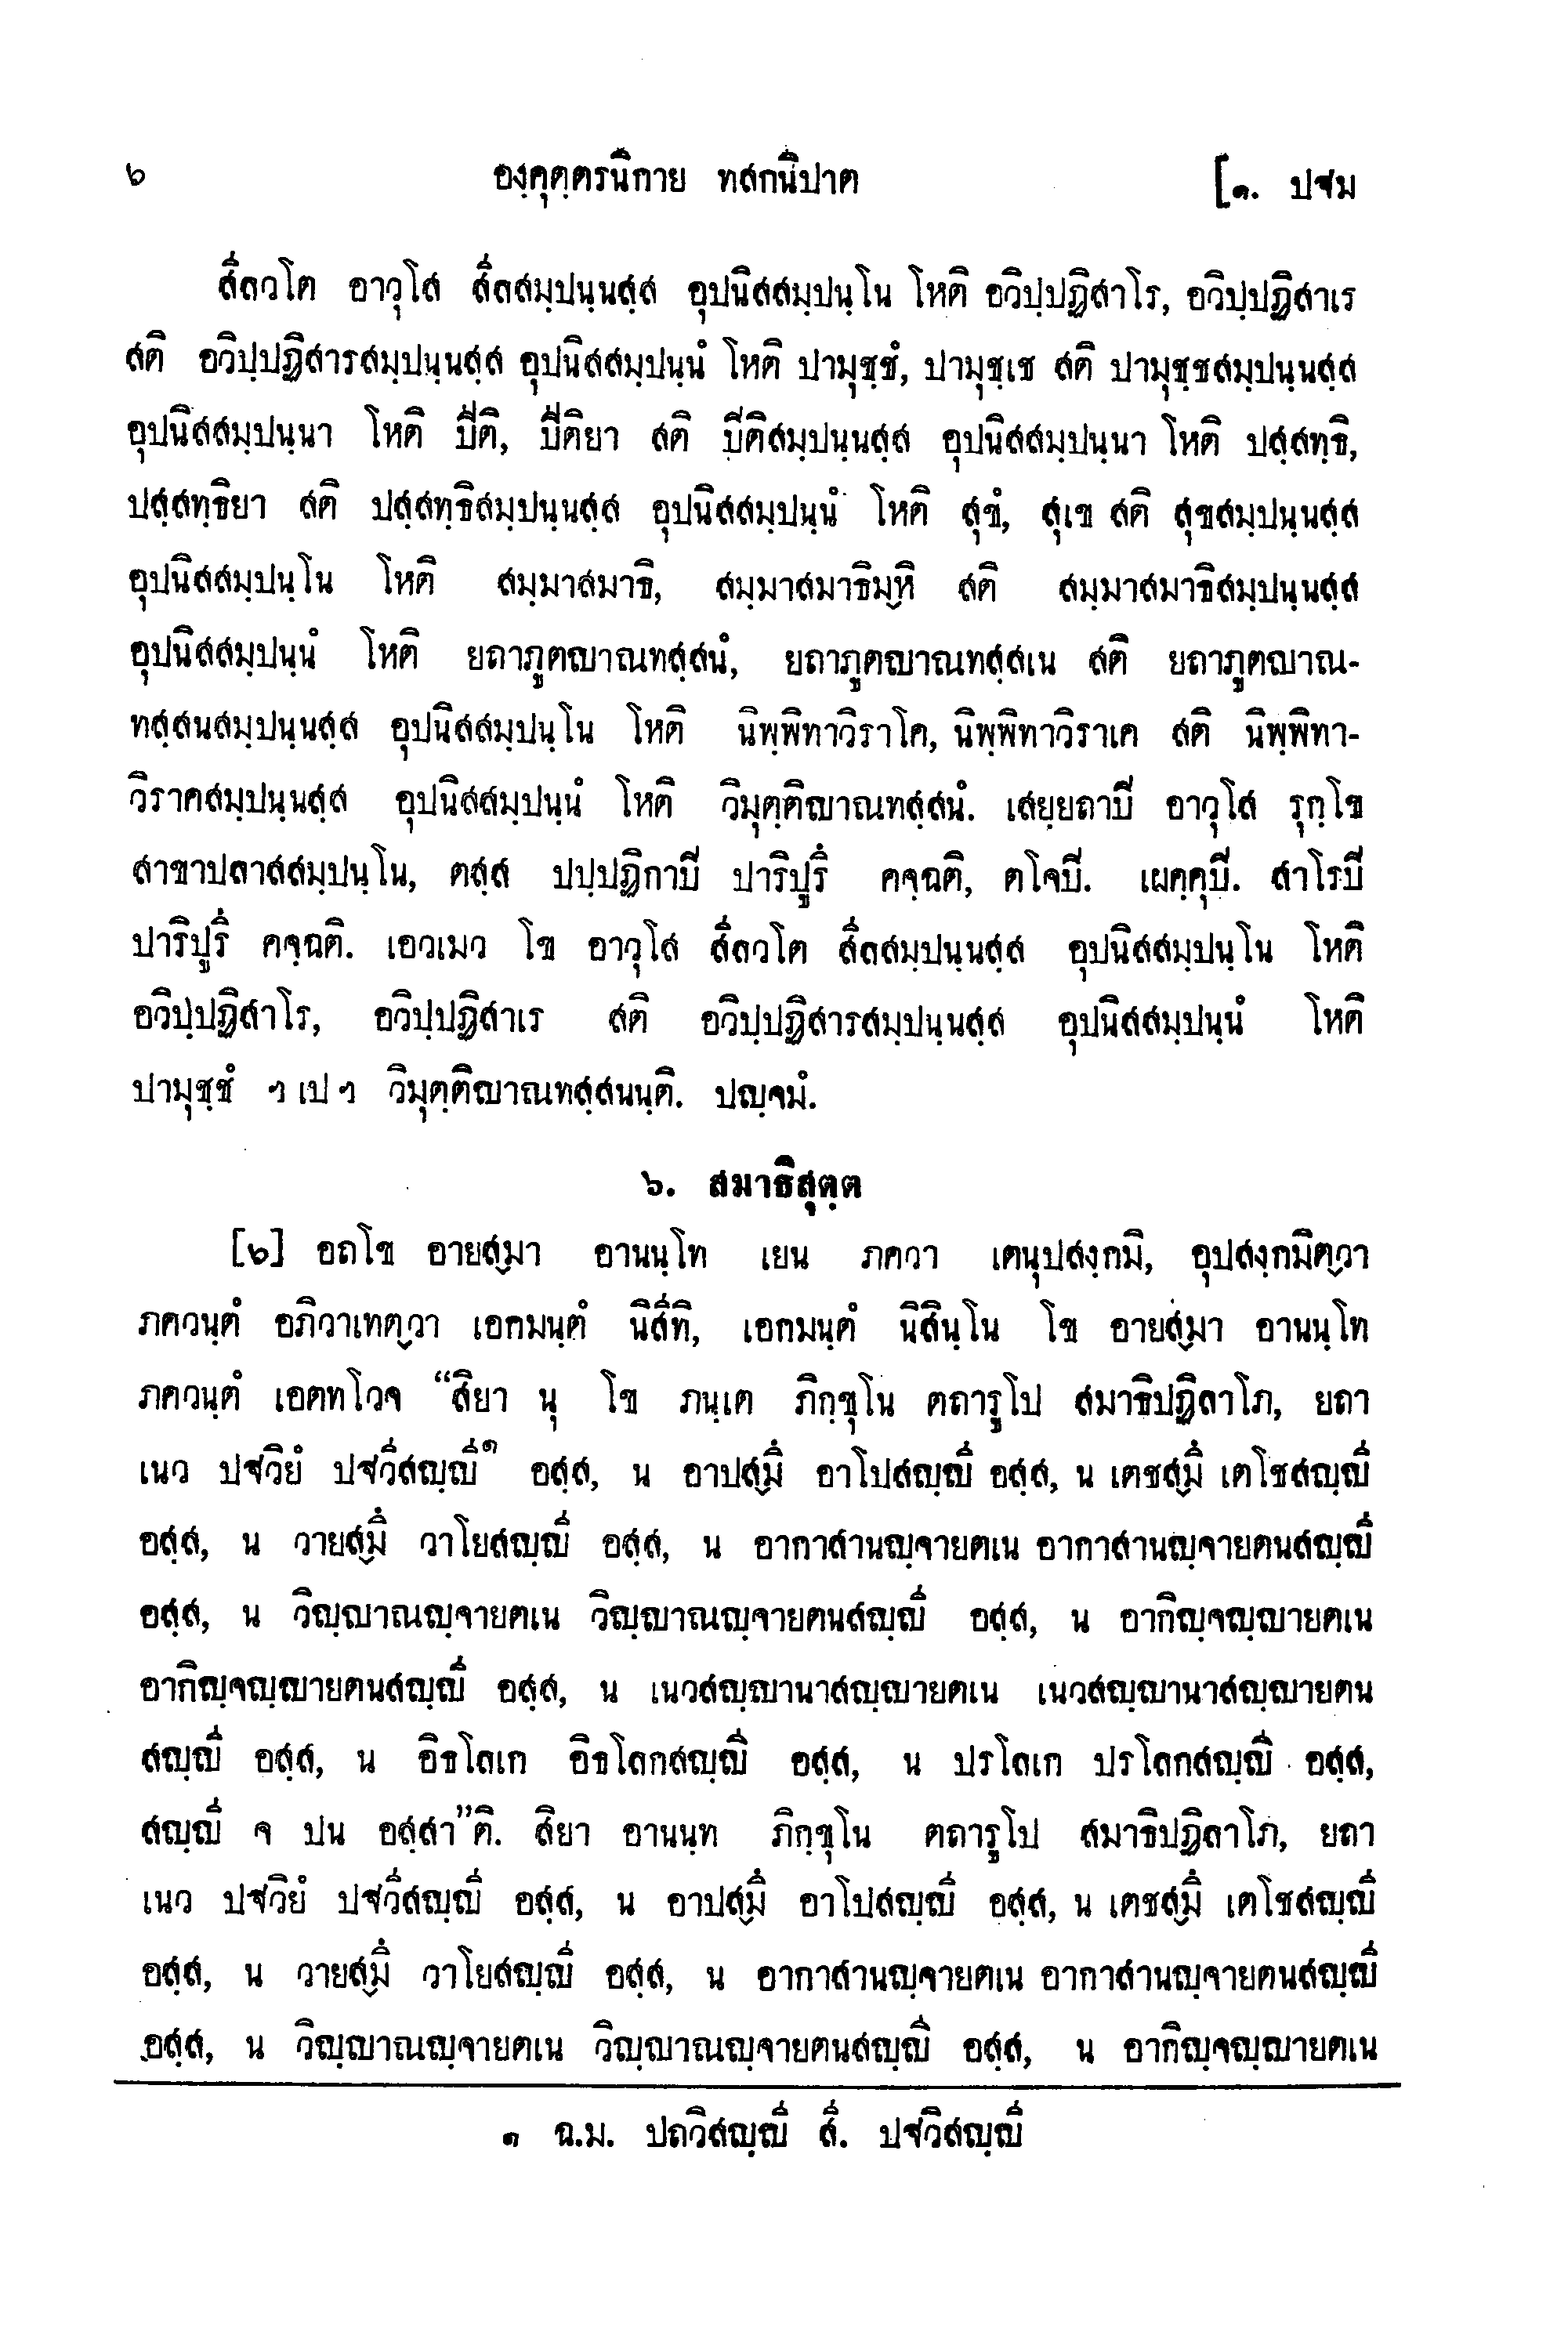 ๖ องฺคุตฺตรนิกาย ทสกนิปาต [๑. ปฐม
สีลวโต อาวุโส สีลสมฺปนฺนสฺส อุปนิสสมฺปนฺโน โหติ อวิปฺปฏิสาโร, อวิปฺปฏิสาเร
สติ อวิปฺปฏิสารสมฺปนฺนสฺส อุปนิสสมฺปนฺนํ โหติ ปามุชฺชํ, ปามุชฺเช สติ ปามุชฺชสมฺปนฺนสฺส
อุปนิสสมฺปนฺนา โหติ ปีติ, ปีติยา สติ ปีติสมฺปนฺนสฺส อุปนิสสมฺปนฺนา โหติ ปสฺสทฺธิ,
ปสฺสทฺธิยา สติ ปสฺสทฺธิสมฺปนฺนสฺส อุปนิสสมฺปนฺนํ โหติ สุขํ, สุเข สติ สุขสมฺปนฺนสฺส
อุปนิสสมฺปนฺโน โหติ สมฺมาสมาธิ, สมฺมาสมาธิมฺหิ สติ สมฺมาสมาธิสมฺปนฺนสฺส
อุปนิสสมฺปนฺนํ โหติ ยถาภูตญาณทสฺสนํ, ยถาภูตญาณทสฺสเน สติ ยถาภูตญาณ-
ทสฺสนสมฺปนฺนสฺส อุปนิสสมฺปนฺโน โหติ นิพฺพิทาวิราโค, นิพฺพิทาวิราเค สติ นิพฺพิทา-
วิราคสมฺปนฺนสฺส อุปนิสสมฺปนฺนํ โหติ วิมุตฺติญาณทสฺสนํ. เสยฺยถาปิ อาวุโส รุกฺโข
สาขาปลาสสมฺปนฺโน, ตสฺส ปปฺปฏิกาปิ ปาริปูรึ คจฺฉติ, ตโจปิ. เผคฺคุปิ. สาโรปิ
ปาริปูรึ คจฺฉติ. เอวเมว โข อาวุโส สีลวโต สีลสมฺปนฺนสฺส อุปนิสสมฺปนฺโน โหติ
อวิปฺปฏิสาโร, อวิปฺปฏิสาเร สติ อวิปฺปฏิสารสมฺปนฺนสฺส อุปนิสสมฺปนฺนํ โหติ
ปามุชฺชํ ฯ เป ฯ วิมุตฺติญาณทสฺสนนฺติ. ปญฺจมํ.
๖. สมาธิสุตฺต
[๖] อถโข อายสฺมา อานนฺโท เยน ภควา เตนุปสงฺกมิ, อุปสงฺกมิตฺวา
ภควนฺตํ อภิวาเทตฺวา เอกมนฺตํ นิสีทิ, เอกมนฺตํ นิสินฺโน โข อายสฺมา อานนฺโท
ภควนฺตํ เอตทโวจ “สิยา นุ โข ภนฺเต ภิกฺขุโน ตถารูโป สมาธิปฏิลาโภ, ยถา
เนว ปฐวิยํ ปฐวีสญฺญี๑ อสฺส, น อาปสฺมึ อาโปสญฺญี อสฺส, น เตชสฺมึ เตโชสญฺญี
อสฺส, น วายสฺมึ วาโยสญฺญี อสฺส, น อากาสานญฺจายตเน อากาสานญฺจายตนสญฺญี
อสฺส, น วิญฺญาณญฺจายตเน วิญฺญาณญฺจายตนสญฺญี อสฺส, น อากิญฺจญฺญายตเน
อากิญฺจญฺญายตนสญฺญี อสฺส, น เนวสญฺญานาสญฺญายตเน เนวสญฺญานาสญฺญายตน
สญฺญี อสฺส, น อิธโลเก อิธโลกสญฺญี อสฺส, น ปรโลเก ปรโลกสญฺญี อสฺส,
สญฺญี จ ปน อสฺสา”ติ. สิยา อานนฺท ภิกฺขุโน ตถารูโป สมาธิปฏิลาโภ, ยถา
เนว ปฐวิยํ ปฐวีสญฺญี อสฺส, น อาปสฺมึ อาโปสญฺญี อสฺส, น เตชสฺมึ เตโชสญฺญี
อสฺส, น วายสฺมึ วาโยสญฺญี อสฺส, น อากาสานญฺจายตเน อากาสานญฺจายตนสญฺญี
อสฺส, น วิญฺญาณญฺจายตเน วิญฺญาณญฺจายตนสญฺญี อสฺส, น อากิญฺจญฺญายตเน
๑ ฉ.ม. ปถวิสญฺญี สี. ปฐวิสญฺญี